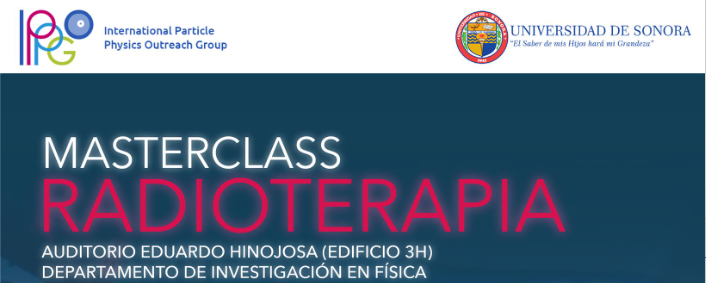 IPPOG
International Particle
Physics Outreach Group
UNIVERSIDAD DE SONORA
"El Saber de mis Hijos hará mi Grandeza"
MASTERCLASS
RADIOTERAPIA
AUDITORIO EDUARDO HINOJOSA (EDIFICIO 3H)
DEPARTAMENTO DE INVESTIGACIÓN EN FÍSICA